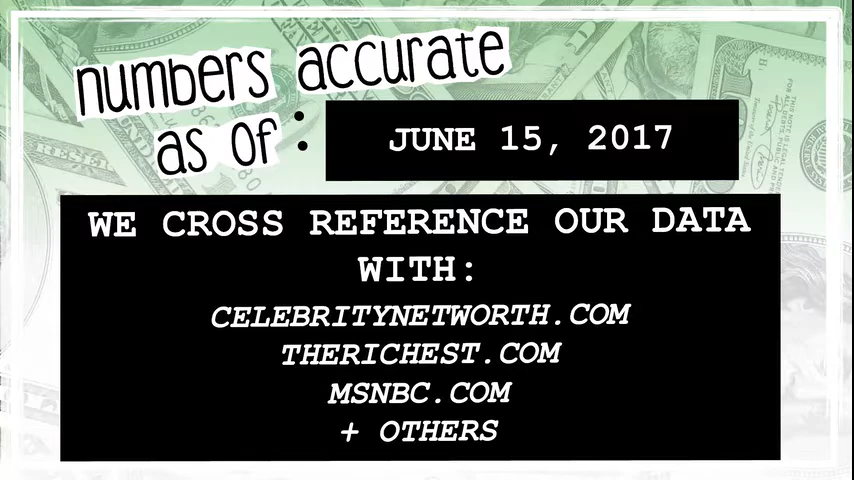 numbers accurate
as of: JUNE 15, 2017
WE CROSS REFERENCE OUR DATA
WITH:
CELEBRITYNETWORTH.COM
THERICHEST.COM
MSNBC.COM
+ OTHERS